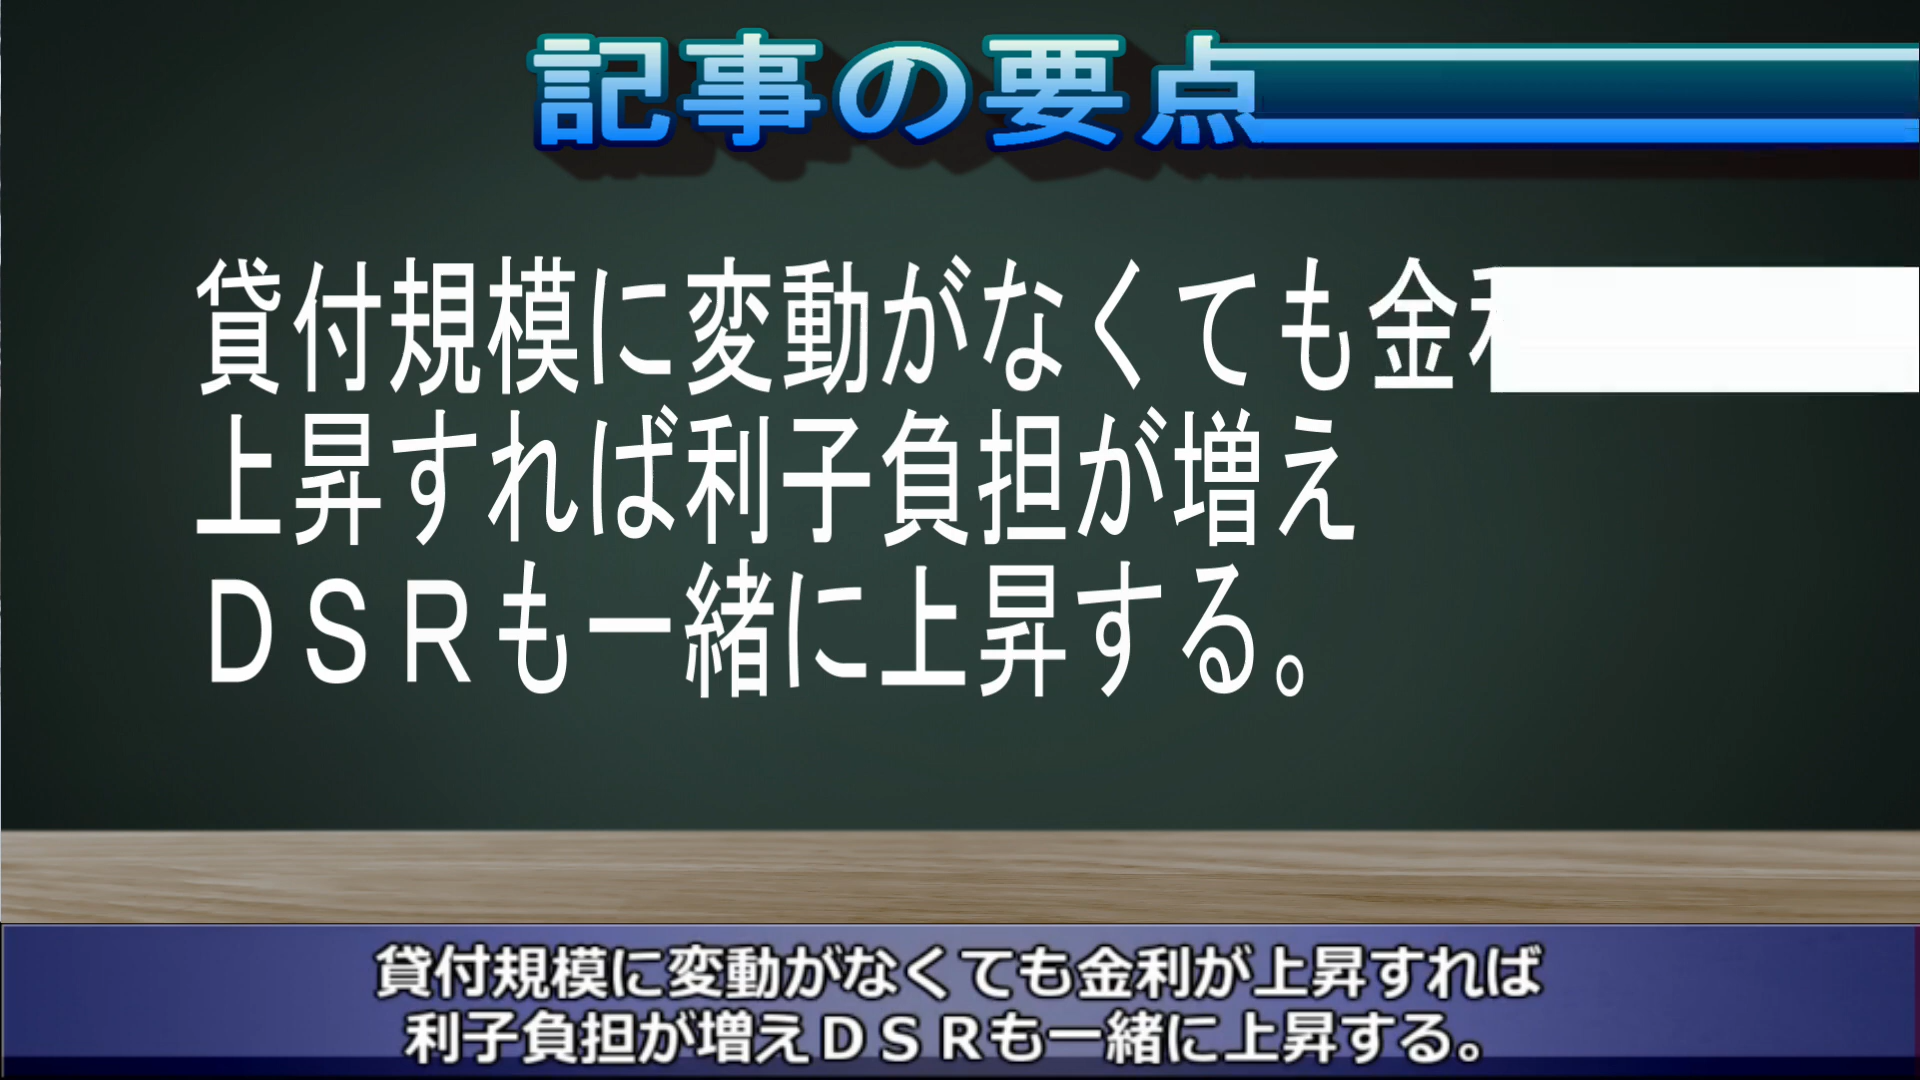 記事の要点
貸付規模に変動がなくても金
上昇すれば利子負担が増え
ＤＳＲも一緒に上昇する。
貸付規模に変動がなくても金利が上昇すれば
利子負担が増えＤＳＲも一緒に上昇する。